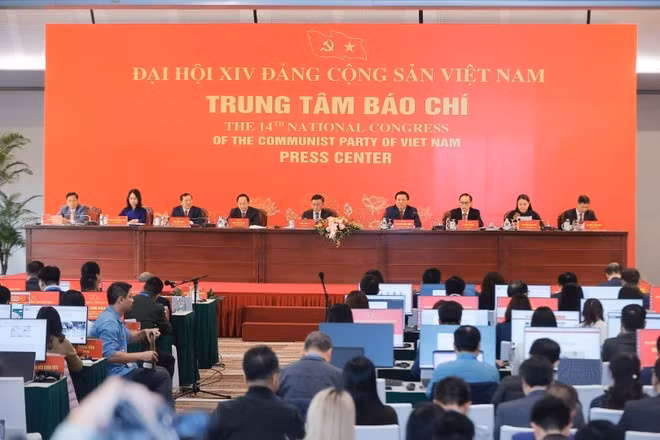 ĐẠI HỘI XIV ĐẢNG CỘNG SẢN VIỆT NAM
TRUNG TÂM BÁO CHÍ
THE 14TH NATIONAL CONGRESS
OF THE COMMUNIST PARTY OF VIET NAM
PRESS CENTER